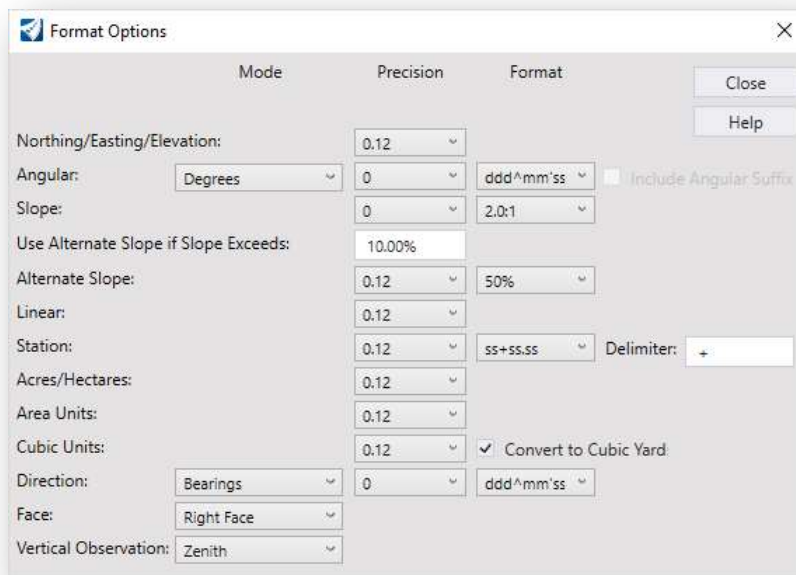 Format Options
Mode Precision Format
Close
Help
Northing/Easting/Elevation: 0.12
Angular: Degrees 0 ddd^mm'ss Include Angular Suffix
Slope: 0 2.0:1
Use Alternate Slope if Slope Exceeds: 10.00%
Alternate Slope: 0.12 50%
Linear: 0.12
Station: 0.12 ss+ss.ss Delimiter: +
Acres/Hectares: 0.12
Area Units: 0.12
Cubic Units: 0.12 Convert to Cubic Yard
Direction: Bearings 0 ddd^mm'ss
Face: Right Face
Vertical Observation: Zenith